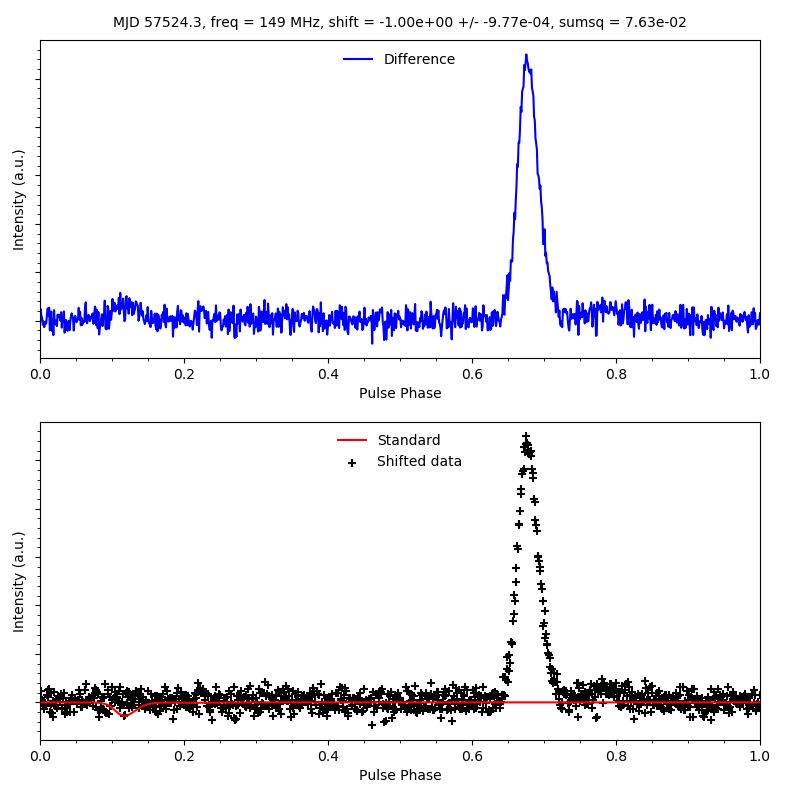 MJD 57524.3, freq = 149 MHz, shift = -1.00e+00 +/- -9.77e-04, sumsq = 7.63e-02
Difference
Intensity (a.u.)
0.0 0.2 0.4 0.6 0.8 1.0
Pulse Phase
Standard
Shifted data
Intensity (a.u.)
0.0 0.2 0.4 0.6 0.8 1.0
Pulse Phase